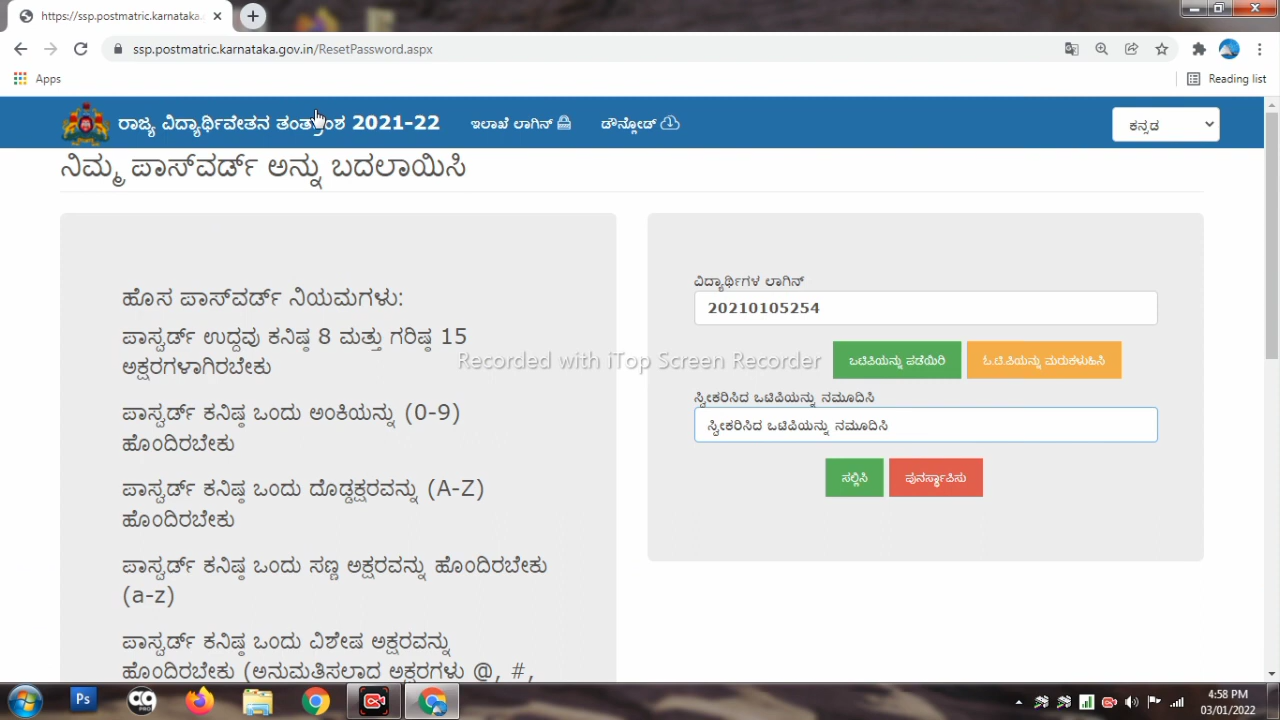 https://ssp.postmatric.karnataka.
ssp.postmatric.karnataka.gov.in/ResetPassword.aspx
Apps
Reading list
ರಾಜ್ಯ ವಿದ್ಯಾರ್ಥಿವೇತನ ತಂತ್ರಾಂಶ 2021-22 ಇಲಾಖೆ ಲಾಗಿನ್ ಡೌನ್ಲೋಡ್ ಕನ್ನಡ
ನಿಮ್ಮ ಪಾಸ್‌ವರ್ಡ್ ಅನ್ನು ಬದಲಾಯಿಸಿ
ಹೊಸ ಪಾಸ್‌ವರ್ಡ್ ನಿಯಮಗಳು:
ಪಾಸ್ವರ್ಡ್ ಉದ್ದವು ಕನಿಷ್ಠ 8 ಮತ್ತು ಗರಿಷ್ಠ 15
ಅಕ್ಷರಗಳಾಗಿರಬೇಕು
ಪಾಸ್ವರ್ಡ್ ಕನಿಷ್ಠ ಒಂದು ಅಂಕಿಯನ್ನು (0-9)
ಹೊಂದಿರಬೇಕು
ಪಾಸ್ವರ್ಡ್ ಕನಿಷ್ಠ ಒಂದು ದೊಡ್ಡಕ್ಷರವನ್ನು (A-Z)
ಹೊಂದಿರಬೇಕು
ಪಾಸ್ವರ್ಡ್ ಕನಿಷ್ಠ ಒಂದು ಸಣ್ಣ ಅಕ್ಷರವನ್ನು ಹೊಂದಿರಬೇಕು
(a-z)
ಪಾಸ್ವರ್ಡ್ ಕನಿಷ್ಠ ಒಂದು ವಿಶೇಷ ಅಕ್ಷರವನ್ನು
ಹೊಂದಿರಬೇಕು (ಅನುಮತಿಸಲಾದ ಅಕ್ಷರಗಳು @, #,
ವಿದ್ಯಾರ್ಥಿಗಳ ಲಾಗಿನ್
20210105254
Recorded with iTop Screen Recorder
ಒಟಿಪಿಯನ್ನು ಪಡೆಯಿರಿ ಓ.ಟಿ.ಪಿಯನ್ನು ಮರುಕಳುಹಿಸಿ
ಸ್ವೀಕರಿಸಿದ ಒಟಿಪಿಯನ್ನು ನಮೂದಿಸಿ
ಸ್ವೀಕರಿಸಿದ ಒಟಿಪಿಯನ್ನು ನಮೂದಿಸಿ
ಸಲ್ಲಿಸಿ ಪುನರ್ಸ್ಥಾಪಿಸು
Ps
PRO
4:58 PM
03/01/2022